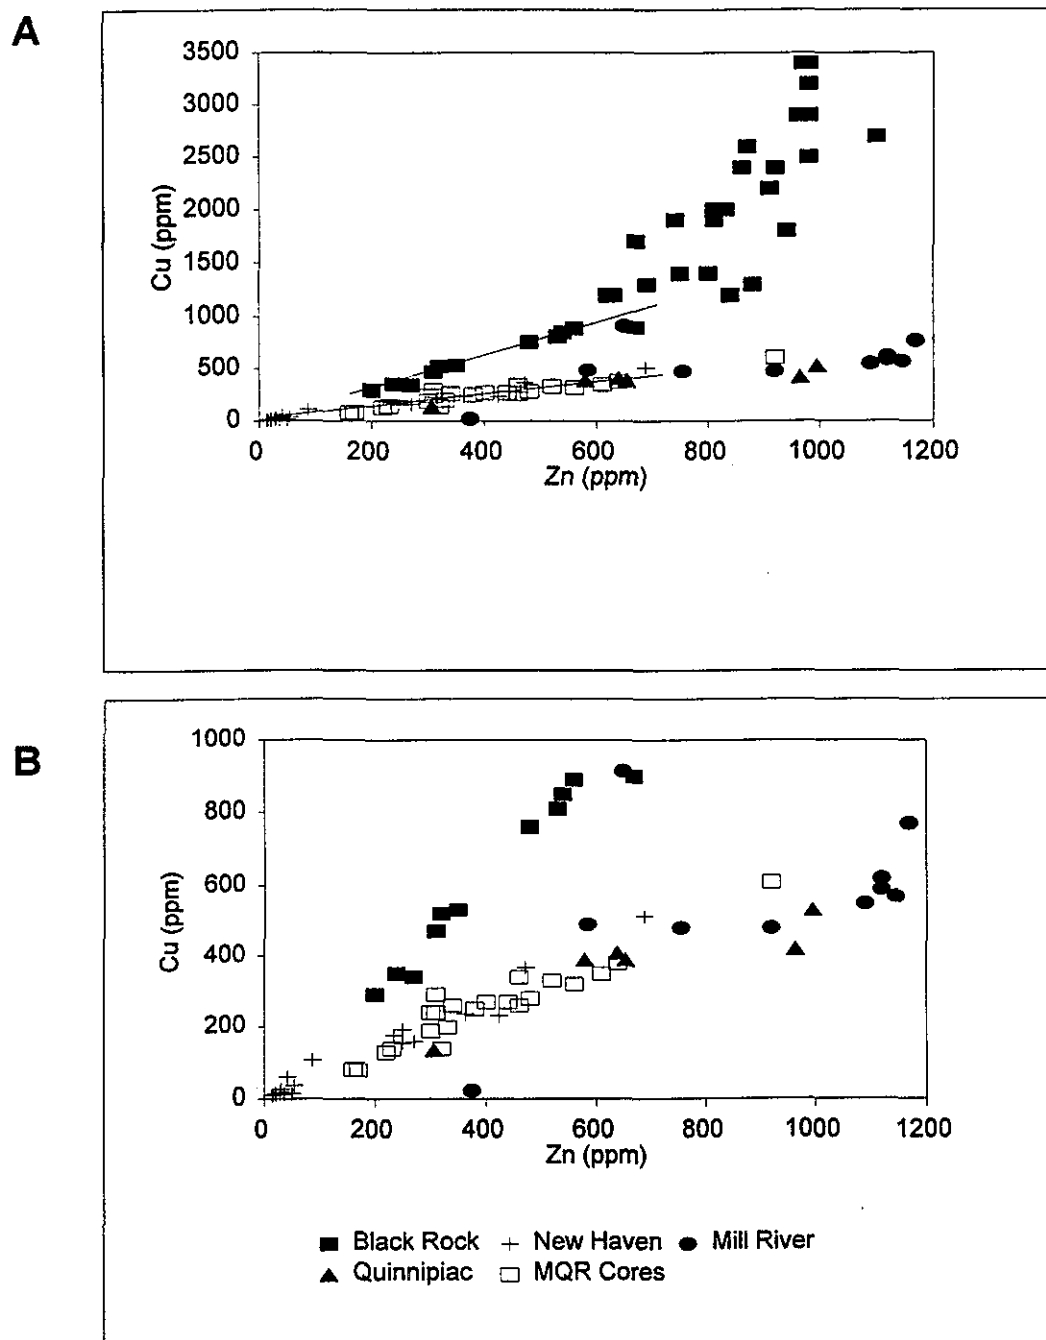 A
3500
3000
2500
2000
1500
1000
500
0
Cu (ppm)
0 200 400 600 800 1000 1200
Zn (ppm)
B
1000
800
600
400
200
0
Cu (ppm)
0 200 400 600 800 1000 1200
Zn (ppm)
Black Rock New Haven Mill River
Quinnipiac MQR Cores